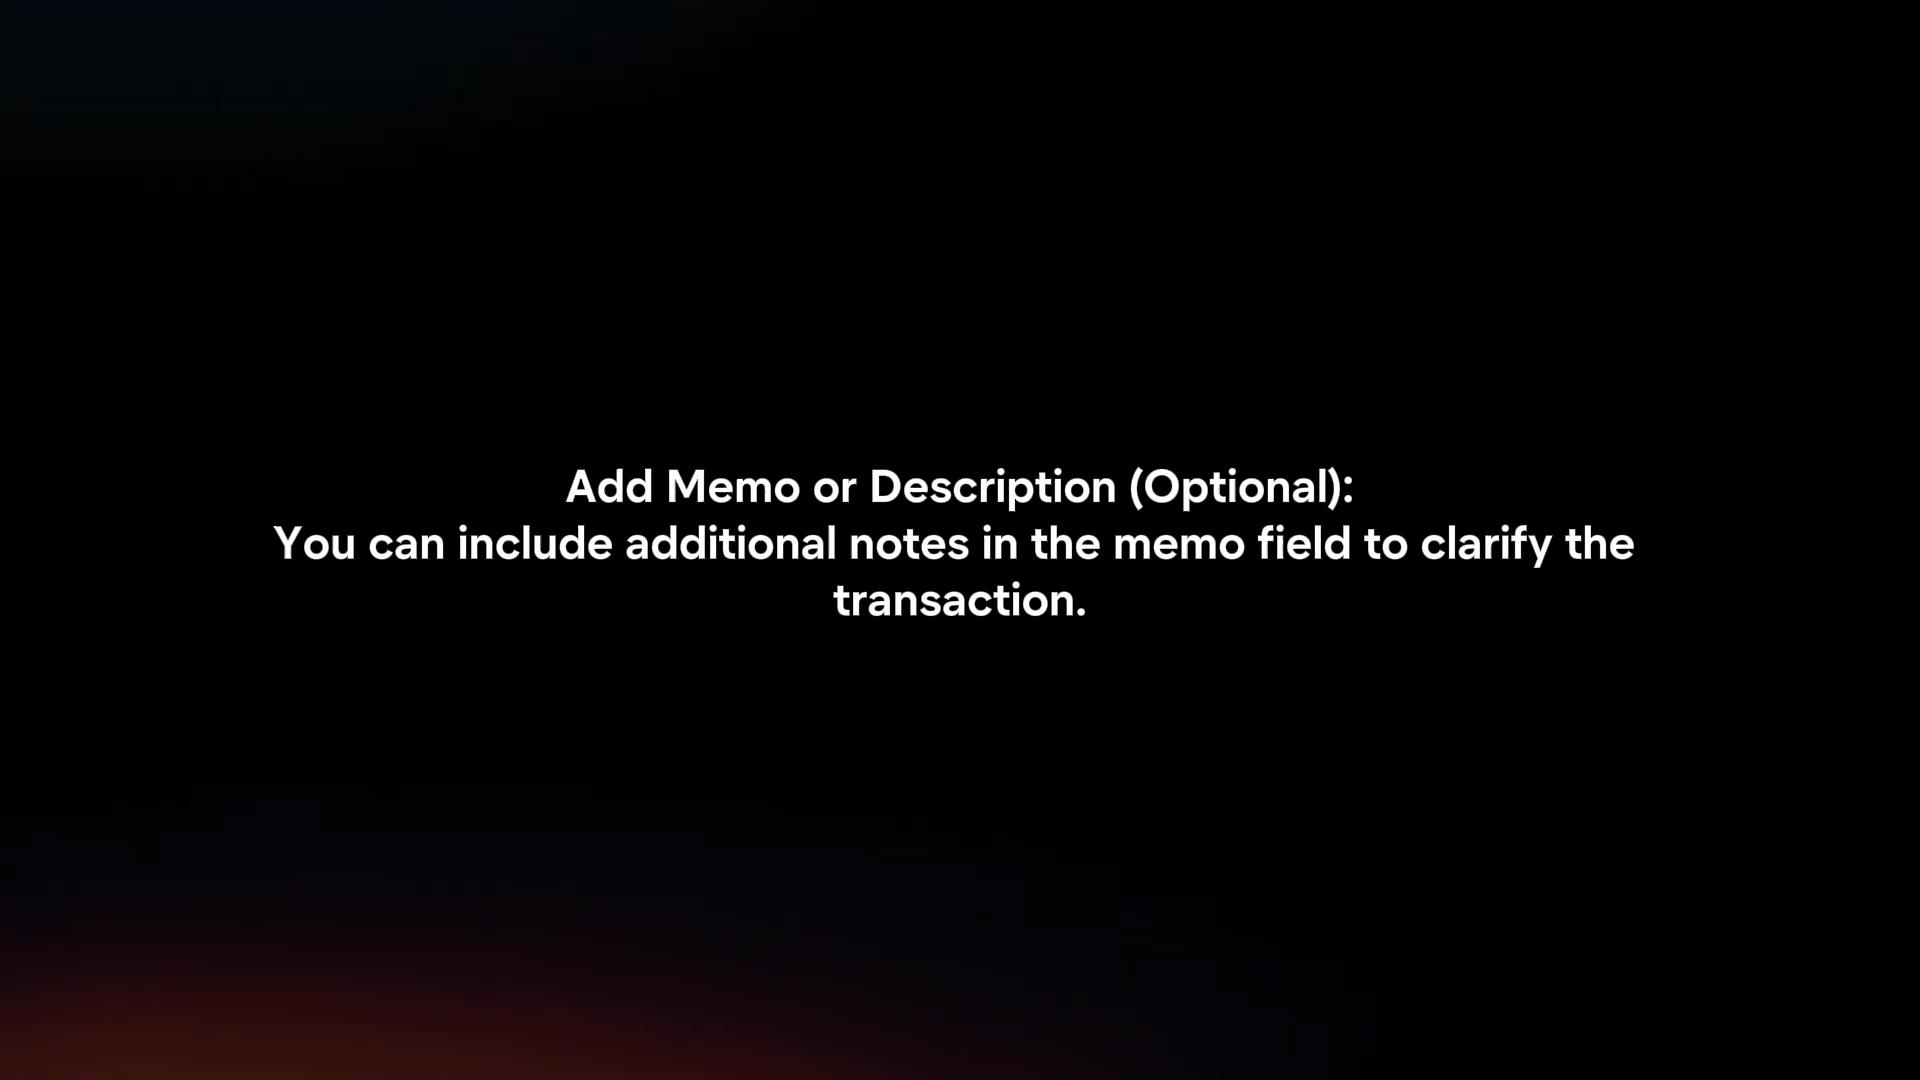 Add Memo or Description (Optional):
You can include additional notes in the memo field to clarify the
transaction.